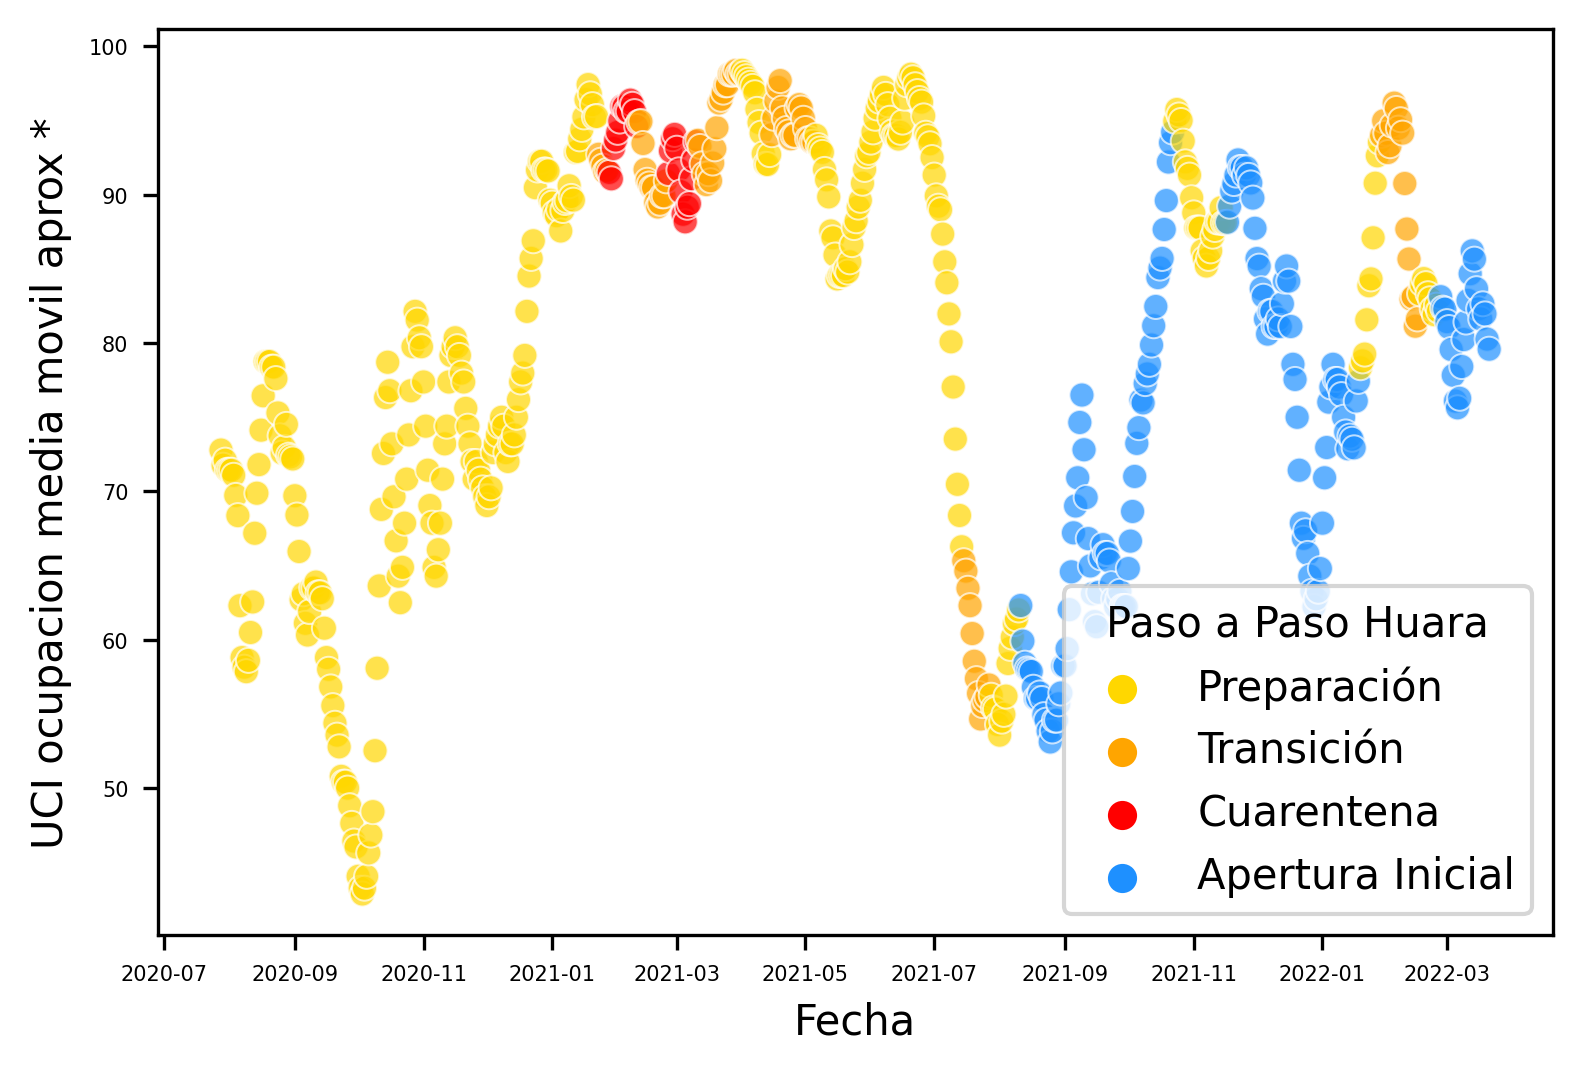 UCI ocupacion media movil aprox *
100
90
80
70
60
50
Paso a Paso Huara
Preparación
Transición
Cuarentena
Apertura Inicial
2020-07 2020-09 2020-11 2021-01 2021-03 2021-05 2021-07 2021-09 2021-11 2022-01 2022-03
Fecha